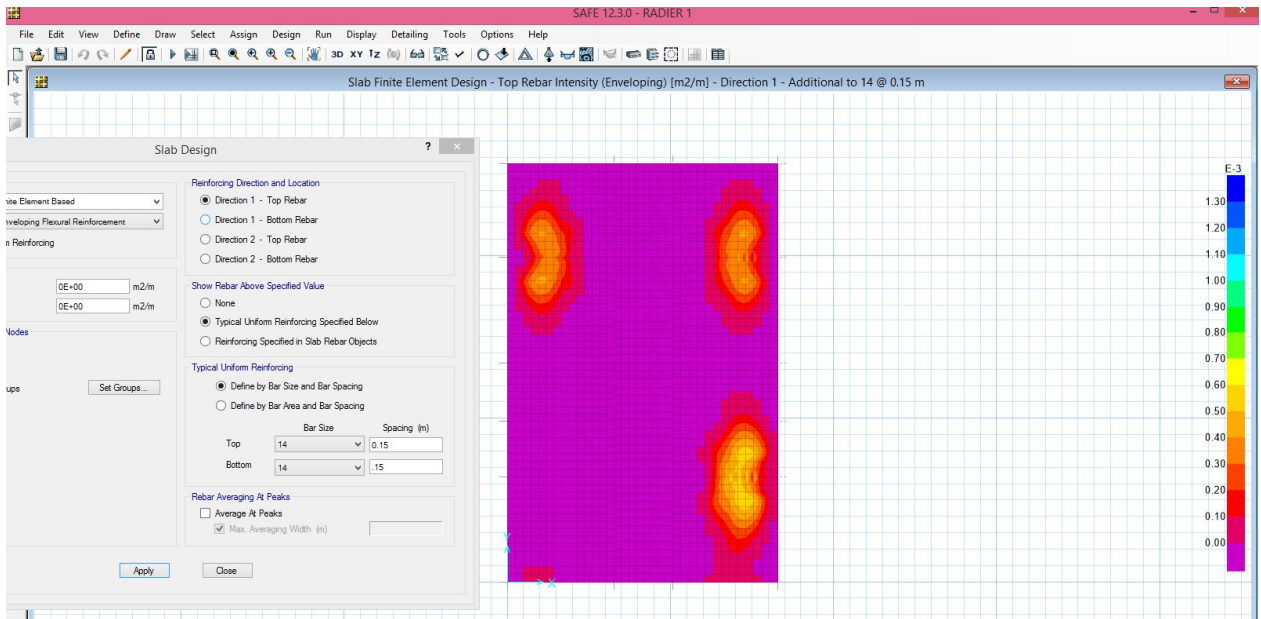 SAFE 12.3.0 - RADIER 1
File Edit View Define Draw Select Assign Design Run Display Detailing Tools Options Help
3D XY
Slab Finite Element Design - Top Rebar Intensity (Enveloping) [m2/m] - Direction 1 - Additional to 14 @ 0.15 m
Slab Design ?
nite Element Based
nveloping Flexural Reinforcement
n Reinforcing
0E+00 m2/m
0E+00 m2/m
Nodes
ups Set Groups...
Reinforcing Direction and Location
Direction 1 - Top Rebar
Direction 1 - Bottom Rebar
Direction 2 - Top Rebar
Direction 2 - Bottom Rebar
Show Rebar Above Specified Value
None
Typical Uniform Reinforcing Specified Below
Reinforcing Specified in Slab Rebar Objects
Typical Uniform Reinforcing
Define by Bar Size and Bar Spacing
Define by Bar Area and Bar Spacing
Bar Size Spacing (m)
Top 14 0.15
Bottom 14 .15
Rebar Averaging At Peaks
Average At Peaks
Max. Averaging Width (m)
Apply Close
Y
X
E-3
1.30
1.20
1.10
1.00
0.90
0.80
0.70
0.60
0.50
0.40
0.30
0.20
0.10
0.00